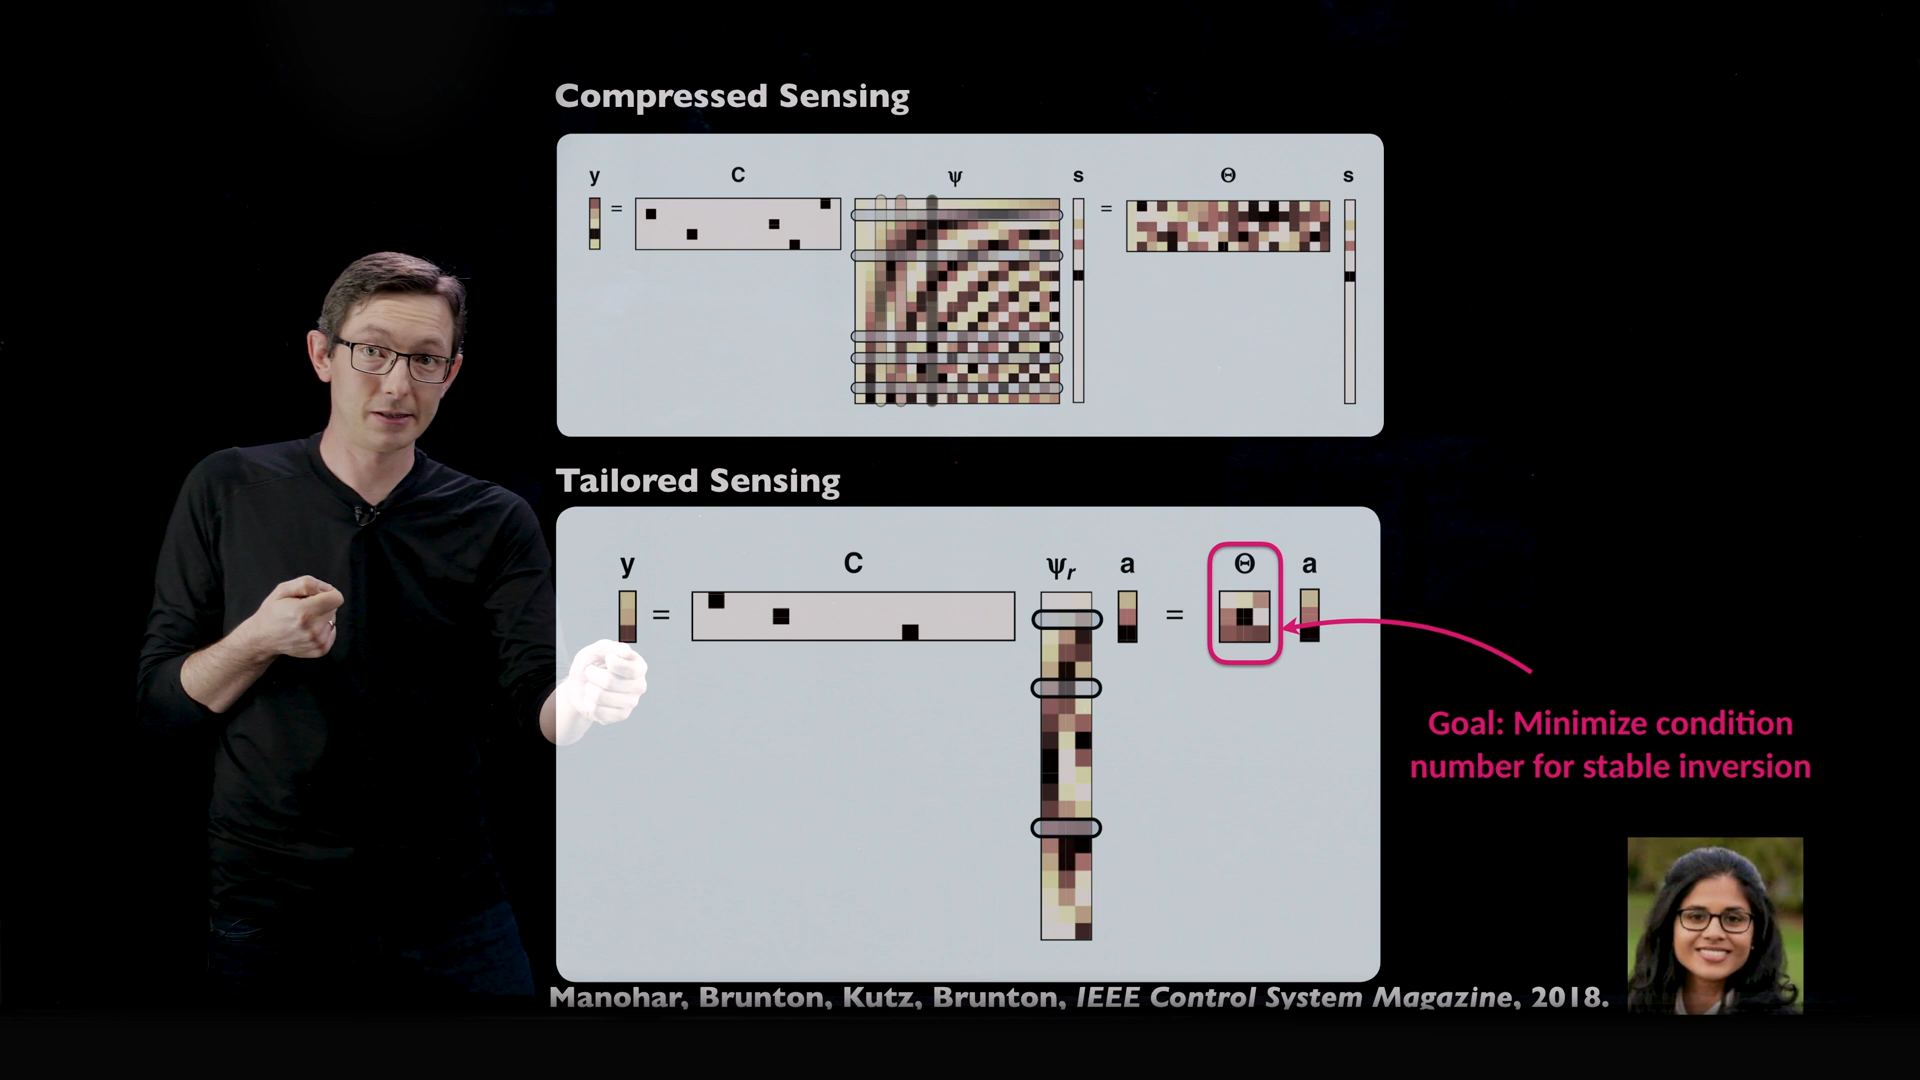 Compressed Sensing
y = C ψ s = Θ s
Tailored Sensing
y = C ψr a = Θ a
Goal: Minimize condition
number for stable inversion
Manohar, Brunton, Kutz, Brunton, IEEE Control System Magazine, 2018.